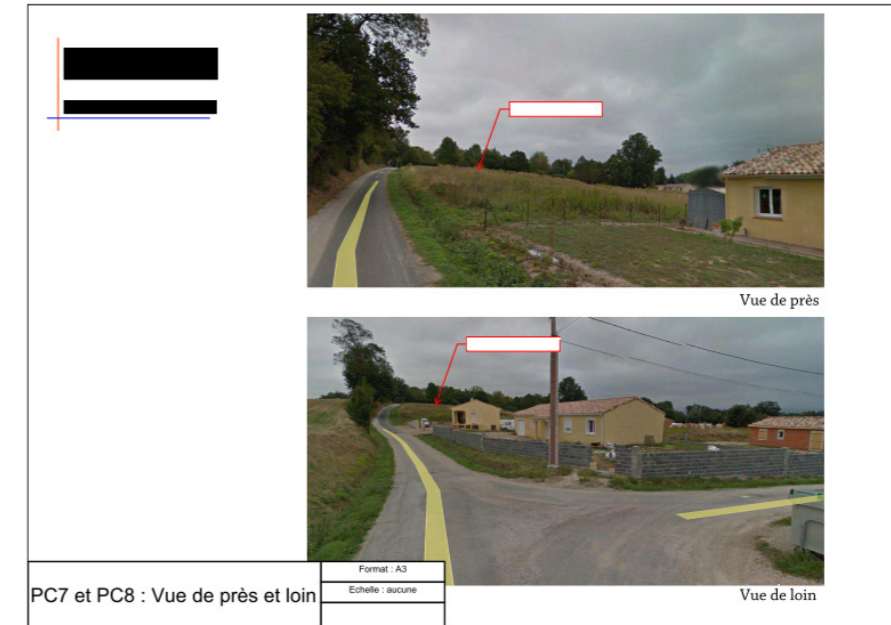 Vue de près
Vue de loin
PC7 et PC8 : Vue de près et loin
Format : A3
Echelle : aucune